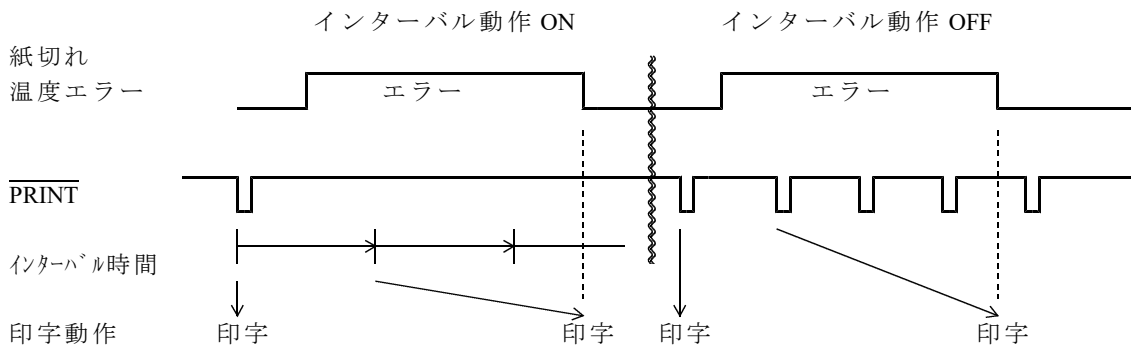 インターバル動作 ON インターバル動作 OFF
紙切れ
温度エラー エラー エラー
PRINT
インターバル時間
印字動作 印字 印字 印字 印字